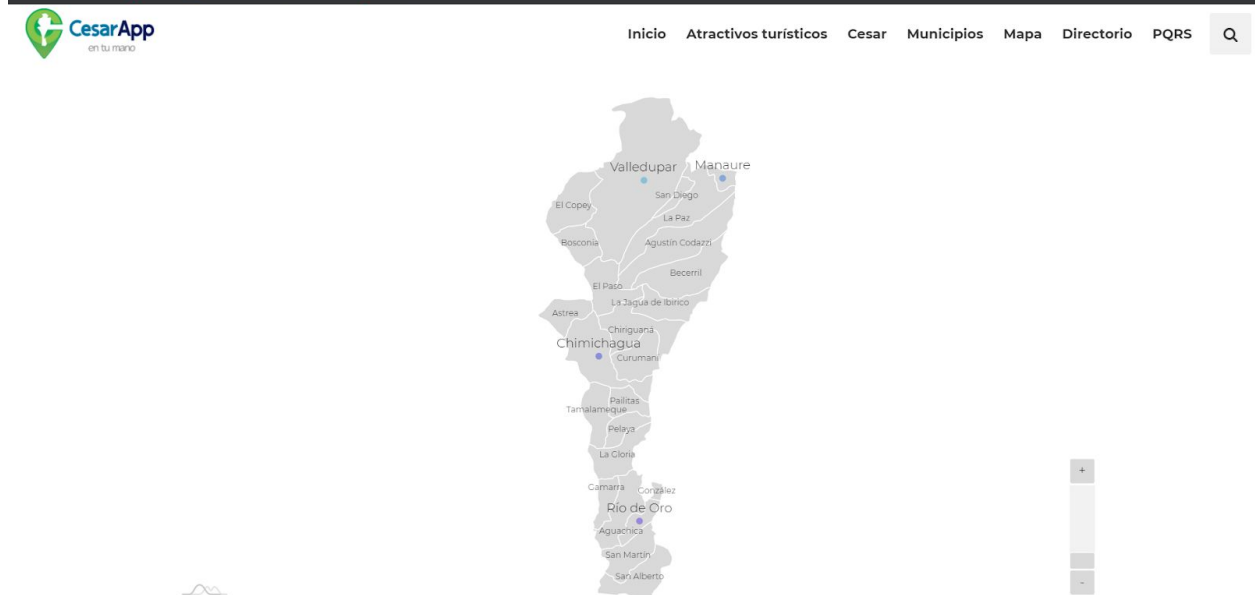 CesarApp
en tu mano
Inicio Atractivos turísticos Cesar Municipios Mapa Directorio PQRS
Valledupar Manaure
San Diego
El Copey
La Paz
Bosconia Agustín Codazzi
Becerril
El Paso
La Jagua de Ibirico
Astrea
Chiriguaná
Chimichagua
Curumaní
Pailitas
Tamalameque
Pelaya
La Gloria
+
Gamarra González
Río de Oro
Aguachica
San Martín
San Alberto
-